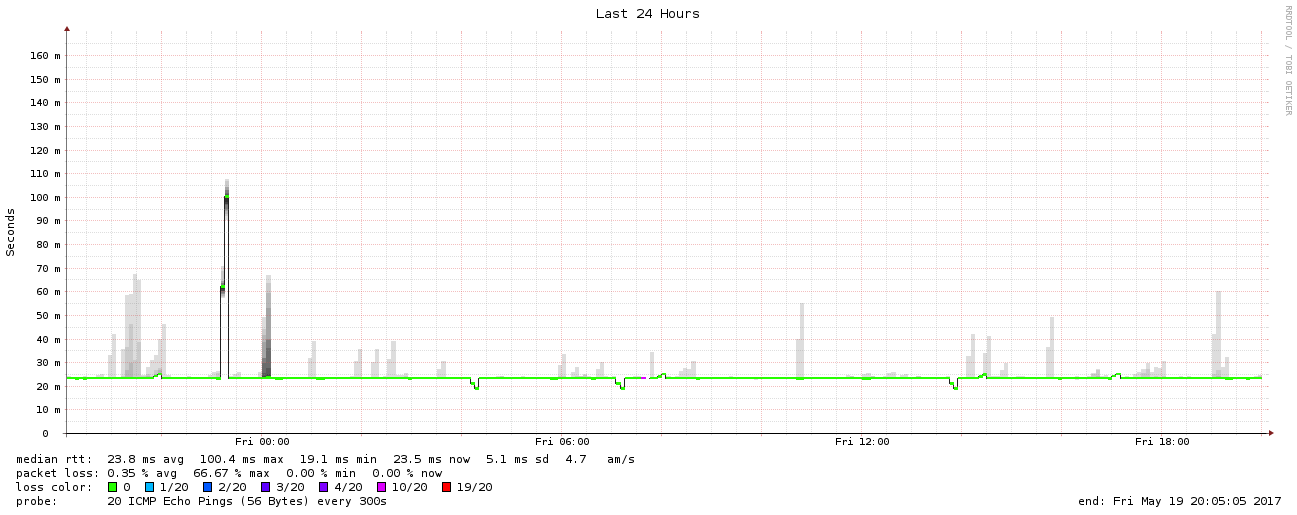 Last 24 Hours
RRDTOOL / TOBI OETIKER
Seconds
160 m
150 m
140 m
130 m
120 m
110 m
100 m
90 m
80 m
70 m
60 m
50 m
40 m
30 m
20 m
10 m
0
Fri 00:00 Fri 06:00 Fri 12:00 Fri 18:00
median rtt: 23.8 ms avg 100.4 ms max 19.1 ms min 23.5 ms now 5.1 ms sd 4.7 am/s
packet loss: 0.35 % avg 66.67 % max 0.00 % min 0.00 % now
loss color: 0 1/20 2/20 3/20 4/20 10/20 19/20
probe: 20 ICMP Echo Pings (56 Bytes) every 300s end: Fri May 19 20:05:05 2017